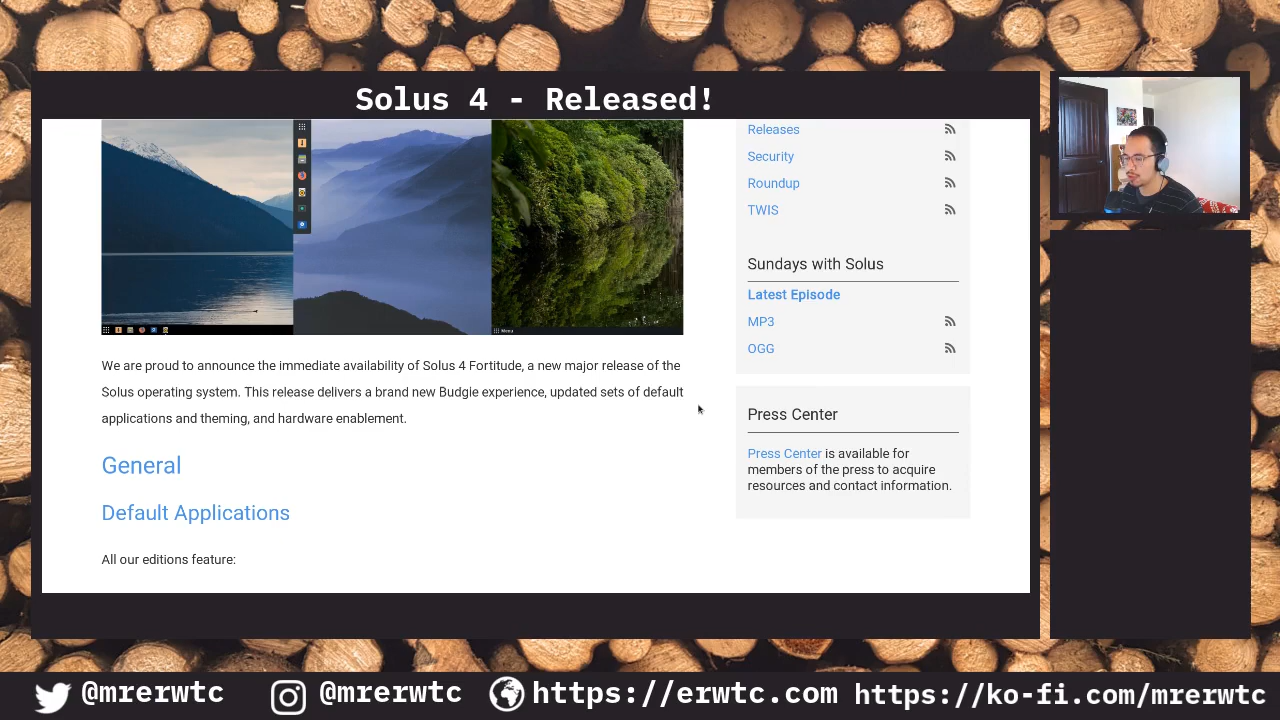 Solus 4 - Released!
Releases
Security
Roundup
TWIS
Sundays with Solus
Latest Episode
MP3
OGG
Menu
We are proud to announce the immediate availability of Solus 4 Fortitude, a new major release of the
Solus operating system. This release delivers a brand new Budgie experience, updated sets of default
applications and theming, and hardware enablement.
Press Center
Press Center is available for
members of the press to acquire
resources and contact information.
General
Default Applications
All our editions feature:
@mrerwtc @mrerwtc https://erwtc.com https://ko-fi.com/mrerwtc